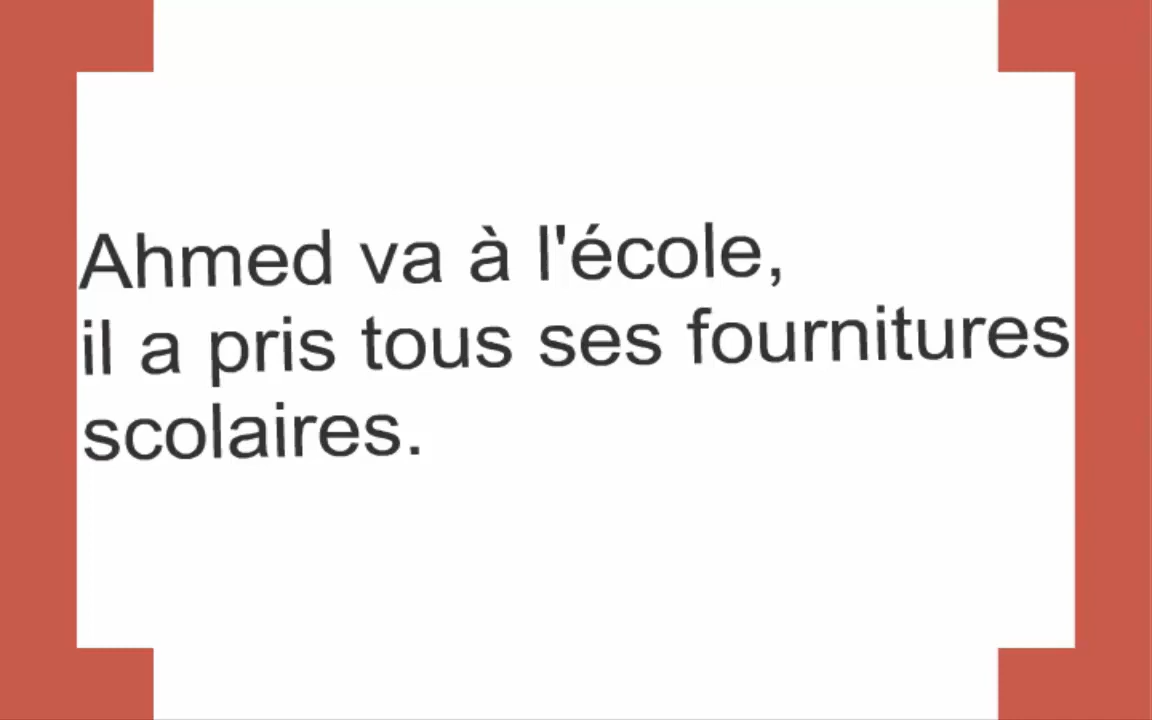 Ahmed va à l'école,
il a pris tous ses fournitures
scolaires.